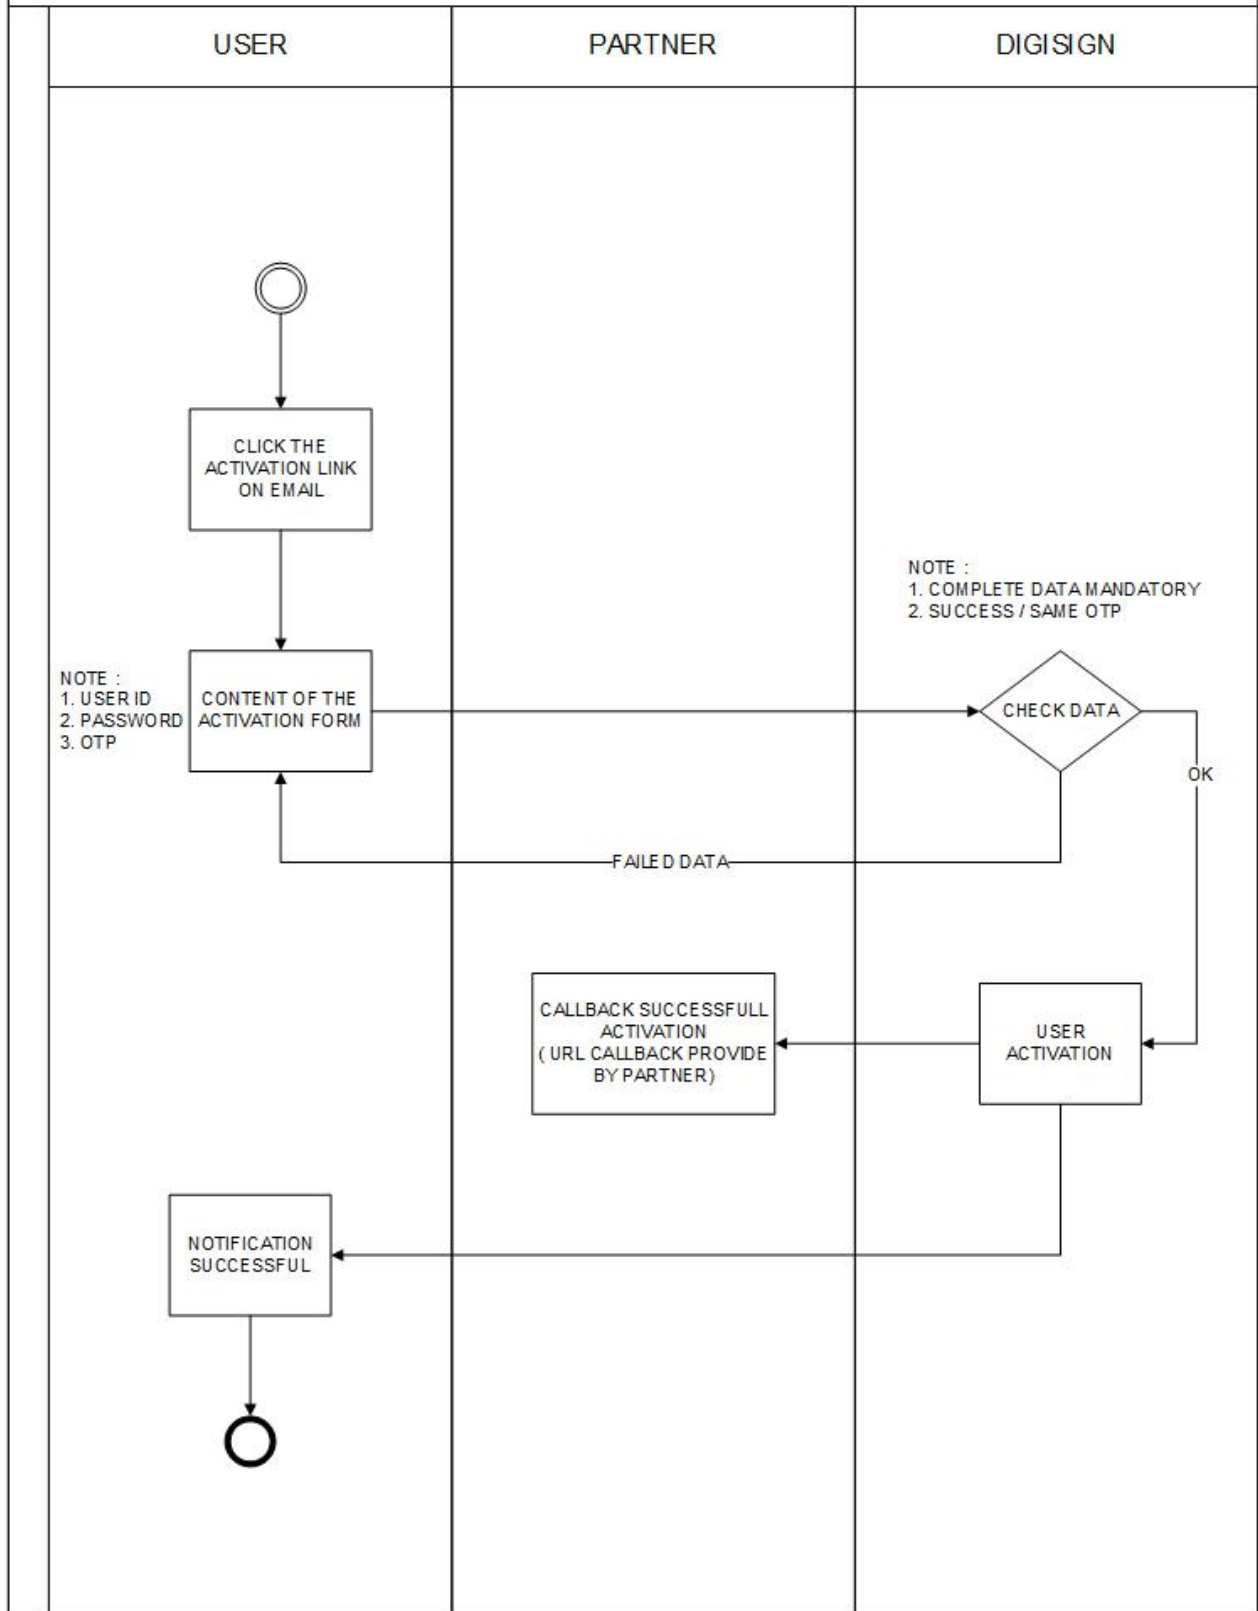 USER
PARTNER
DIGISIGN
CLICK THE
ACTIVATION LINK
ON EMAIL
NOTE :
1. COMPLETE DATA MANDATORY
2. SUCCESS / SAME OTP
NOTE :
1. USER ID
2. PASSWORD
3. OTP
CONTENT OF THE
ACTIVATION FORM
CHECK DATA
OK
FAILED DATA
CALLBACK SUCCESSFULL
ACTIVATION
( URL CALLBACK PROVIDE
BY PARTNER)
USER
ACTIVATION
NOTIFICATION
SUCCESSFUL